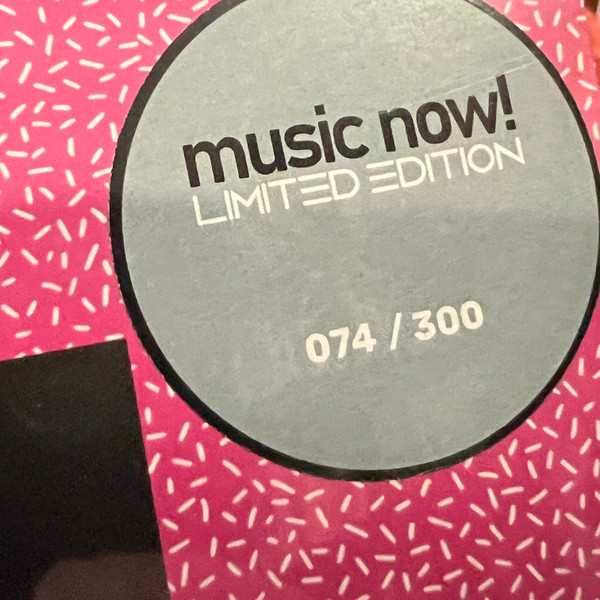 music now!
LIMITED EDITION
074 / 300